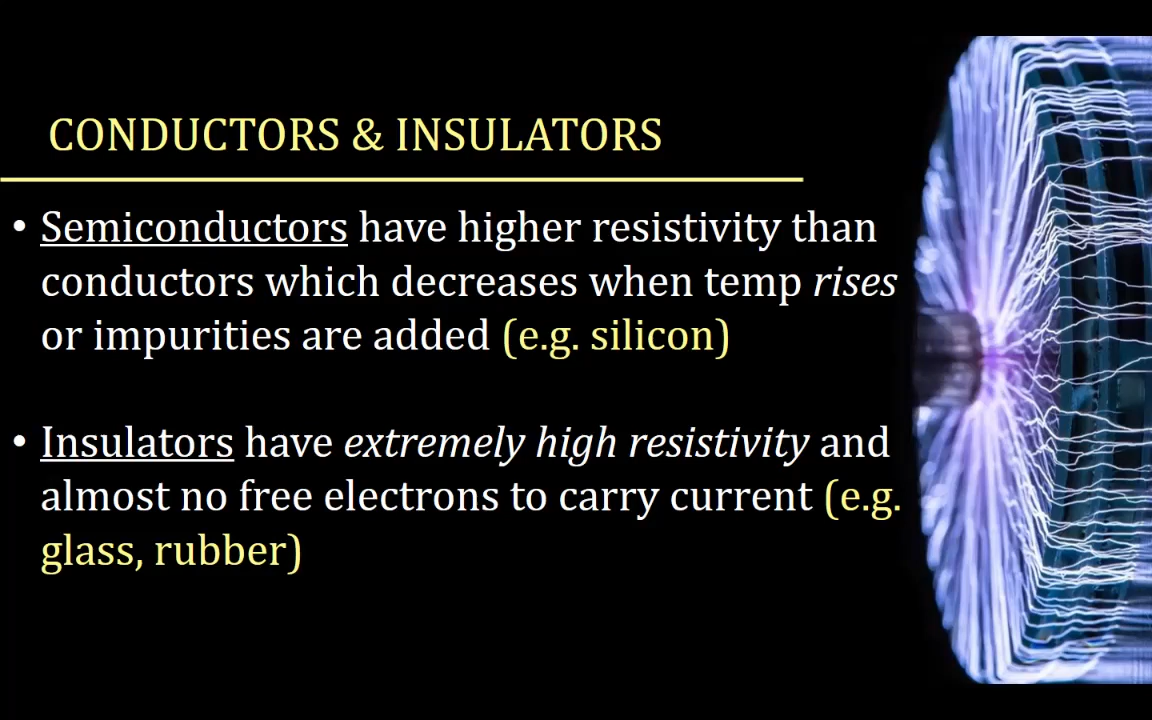 CONDUCTORS & INSULATORS
• Semiconductors have higher resistivity than
conductors which decreases when temp rises
or impurities are added (e.g. silicon)
• Insulators have extremely high resistivity and
almost no free electrons to carry current (e.g.
glass, rubber)